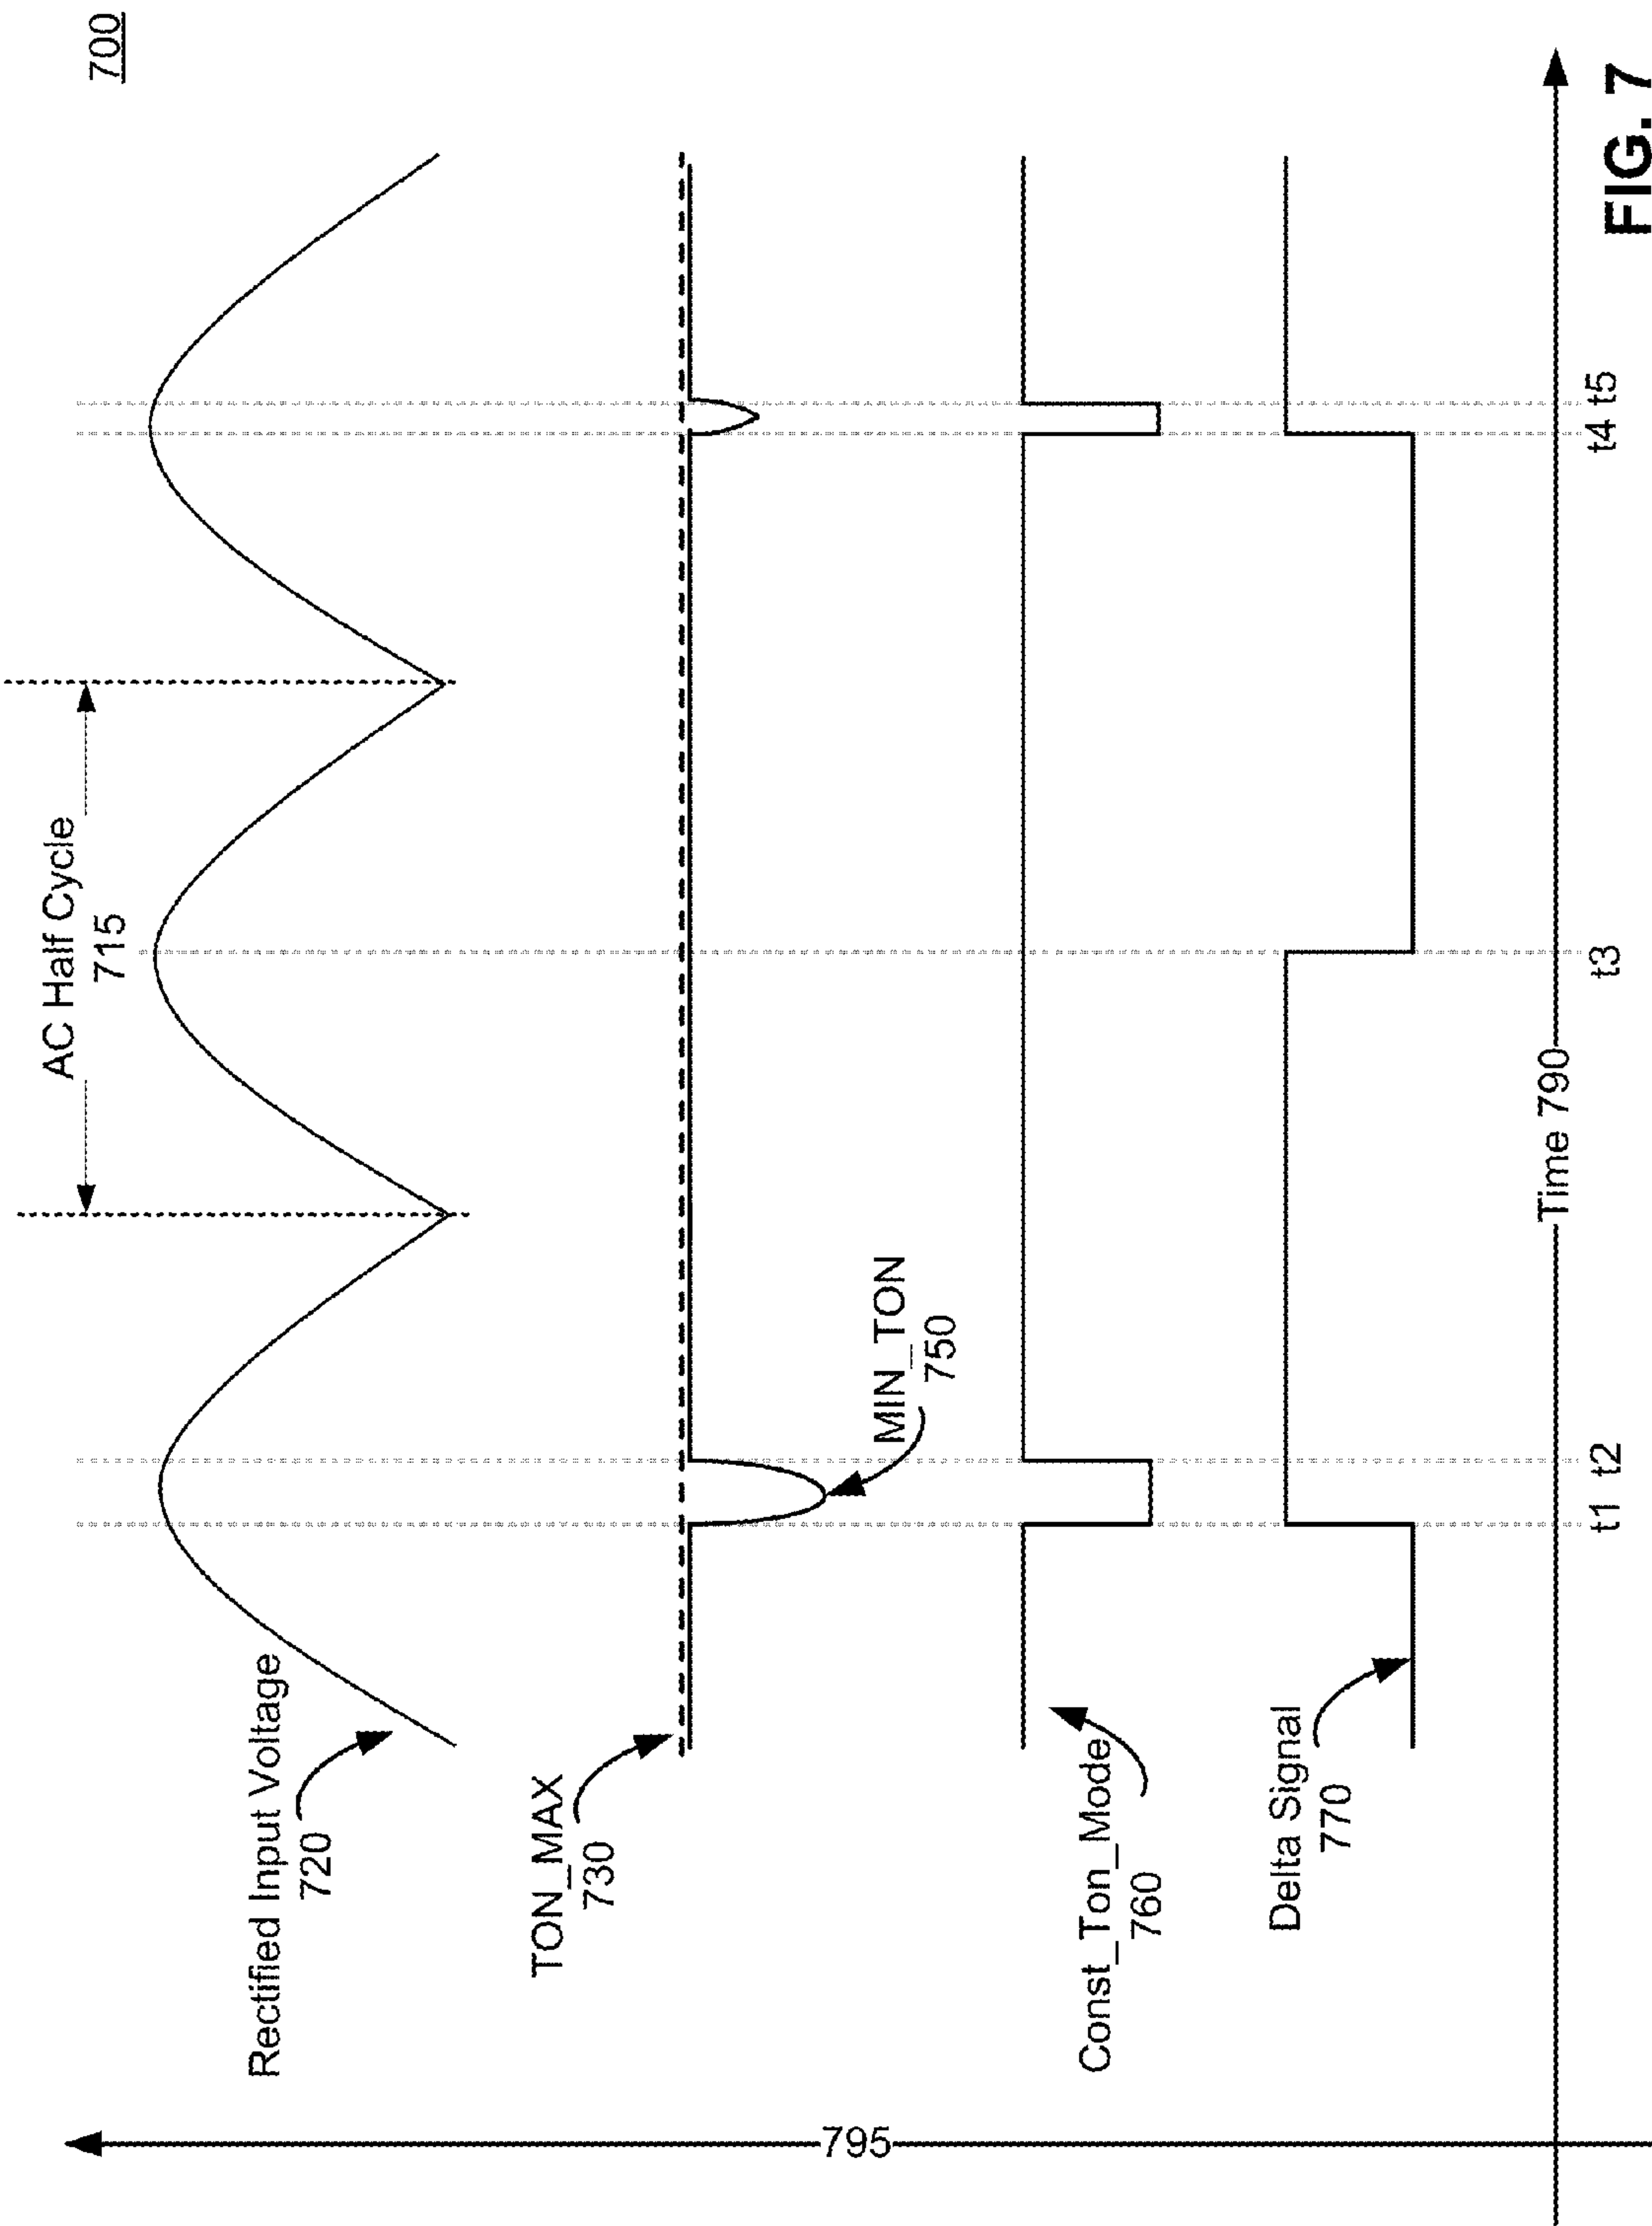 700
AC Half Cycle
715
Rectified Input Voltage
720
TON_MAX
730
MIN_TON
750
Const_Ton_Mode
760
Delta Signal
770
795
Time 790
t1 t2 t3 t4 t5
FIG. 7